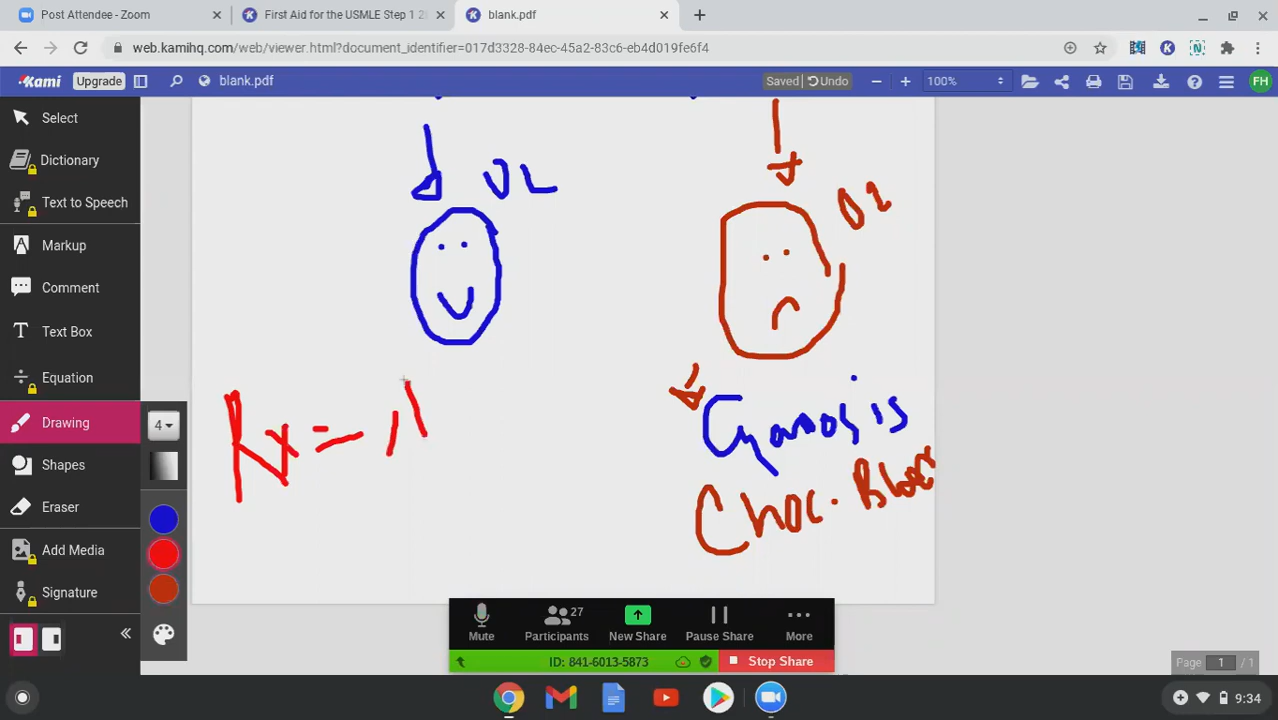 Post Attendee - Zoom
First Aid for the USMLE Step 1 2
blank.pdf
web.kamihq.com/web/viewer.html?document_identifier=017d3328-84ec-45a2-83c6-eb4d019fe6f4
Kami
Upgrade
blank.pdf
Saved
Undo
100%
FH
Select
Dictionary
Text to Speech
Markup
Comment
Text Box
Equation
Drawing
4
Shapes
Eraser
Add Media
Signature
Cyanosis
Choc. Blood
Rx =
Mute
Participants
27
New Share
Pause Share
More
ID: 841-6013-5873
Stop Share
Page 1 / 1
9:34